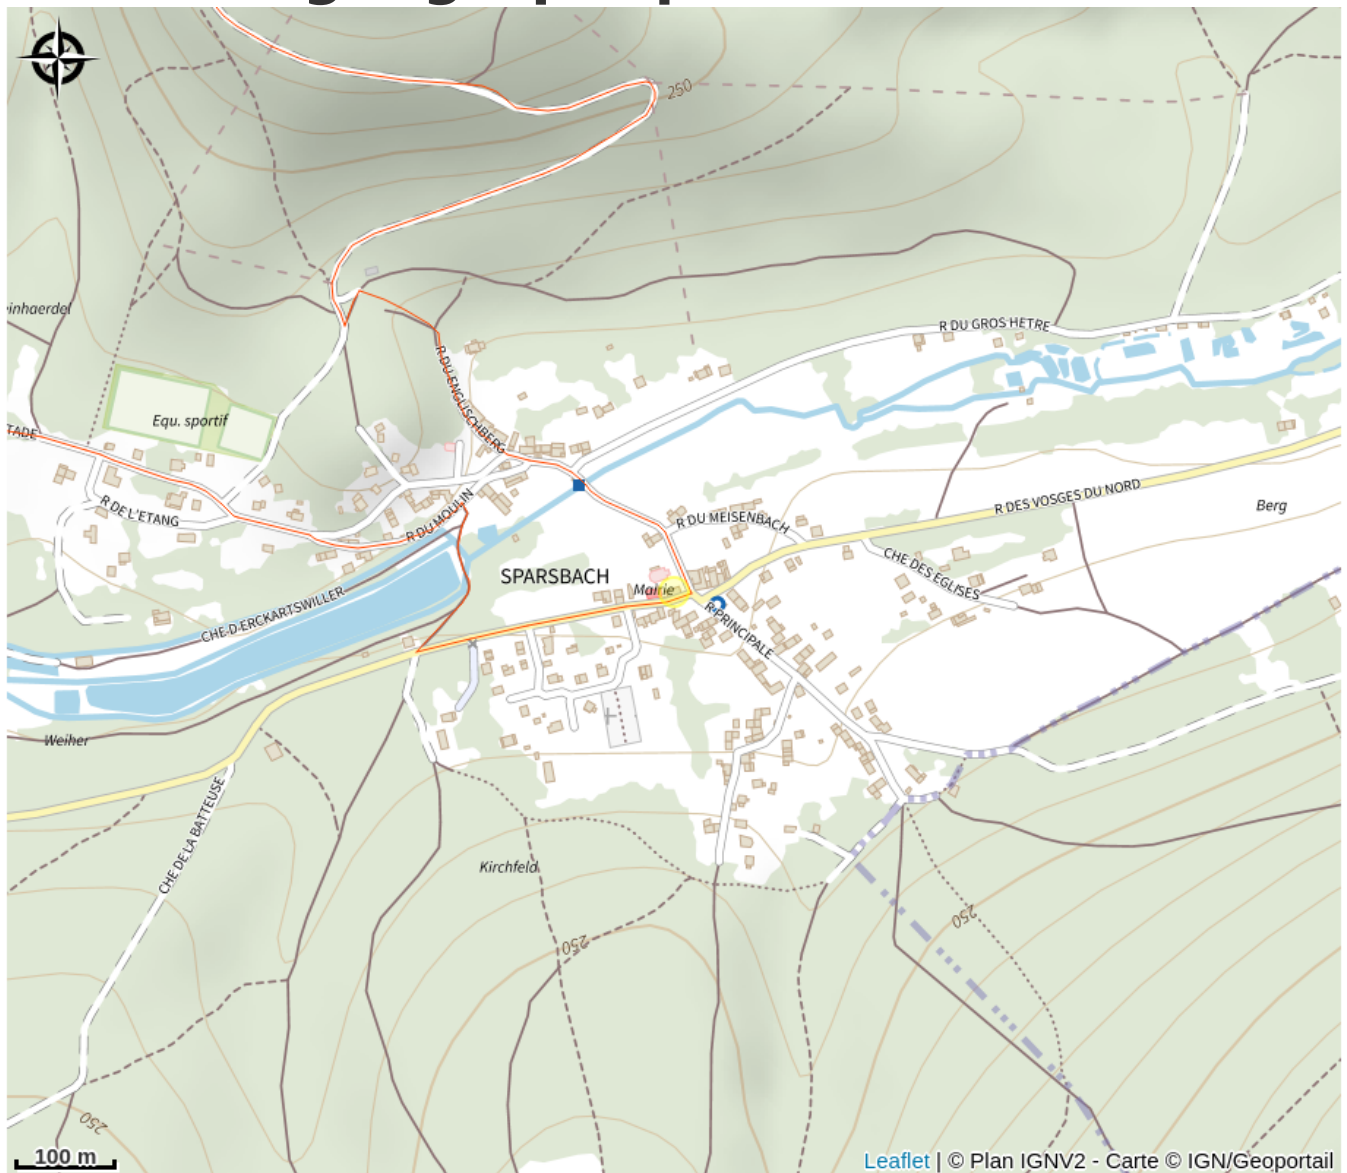 250
einhaerdel
R DU GROS HETRE
R DU ENGLISCHBERG
Equ. sportif
TADE
R DE L'ETANG
R DU MOULIN
R DES VOSGES DU NORD
R DU MEISENBACH
Berg
CHE DES EGLISES
SPARSBACH
Mairie
CHE D ERCKARTSWILLER
R PRINCIPALE
Weiher
CHE DE LA BATTEUSE
Kirchfeld
250
250
250
100 m
Leaflet | © Plan IGNV2 - Carte © IGN/Geoportail